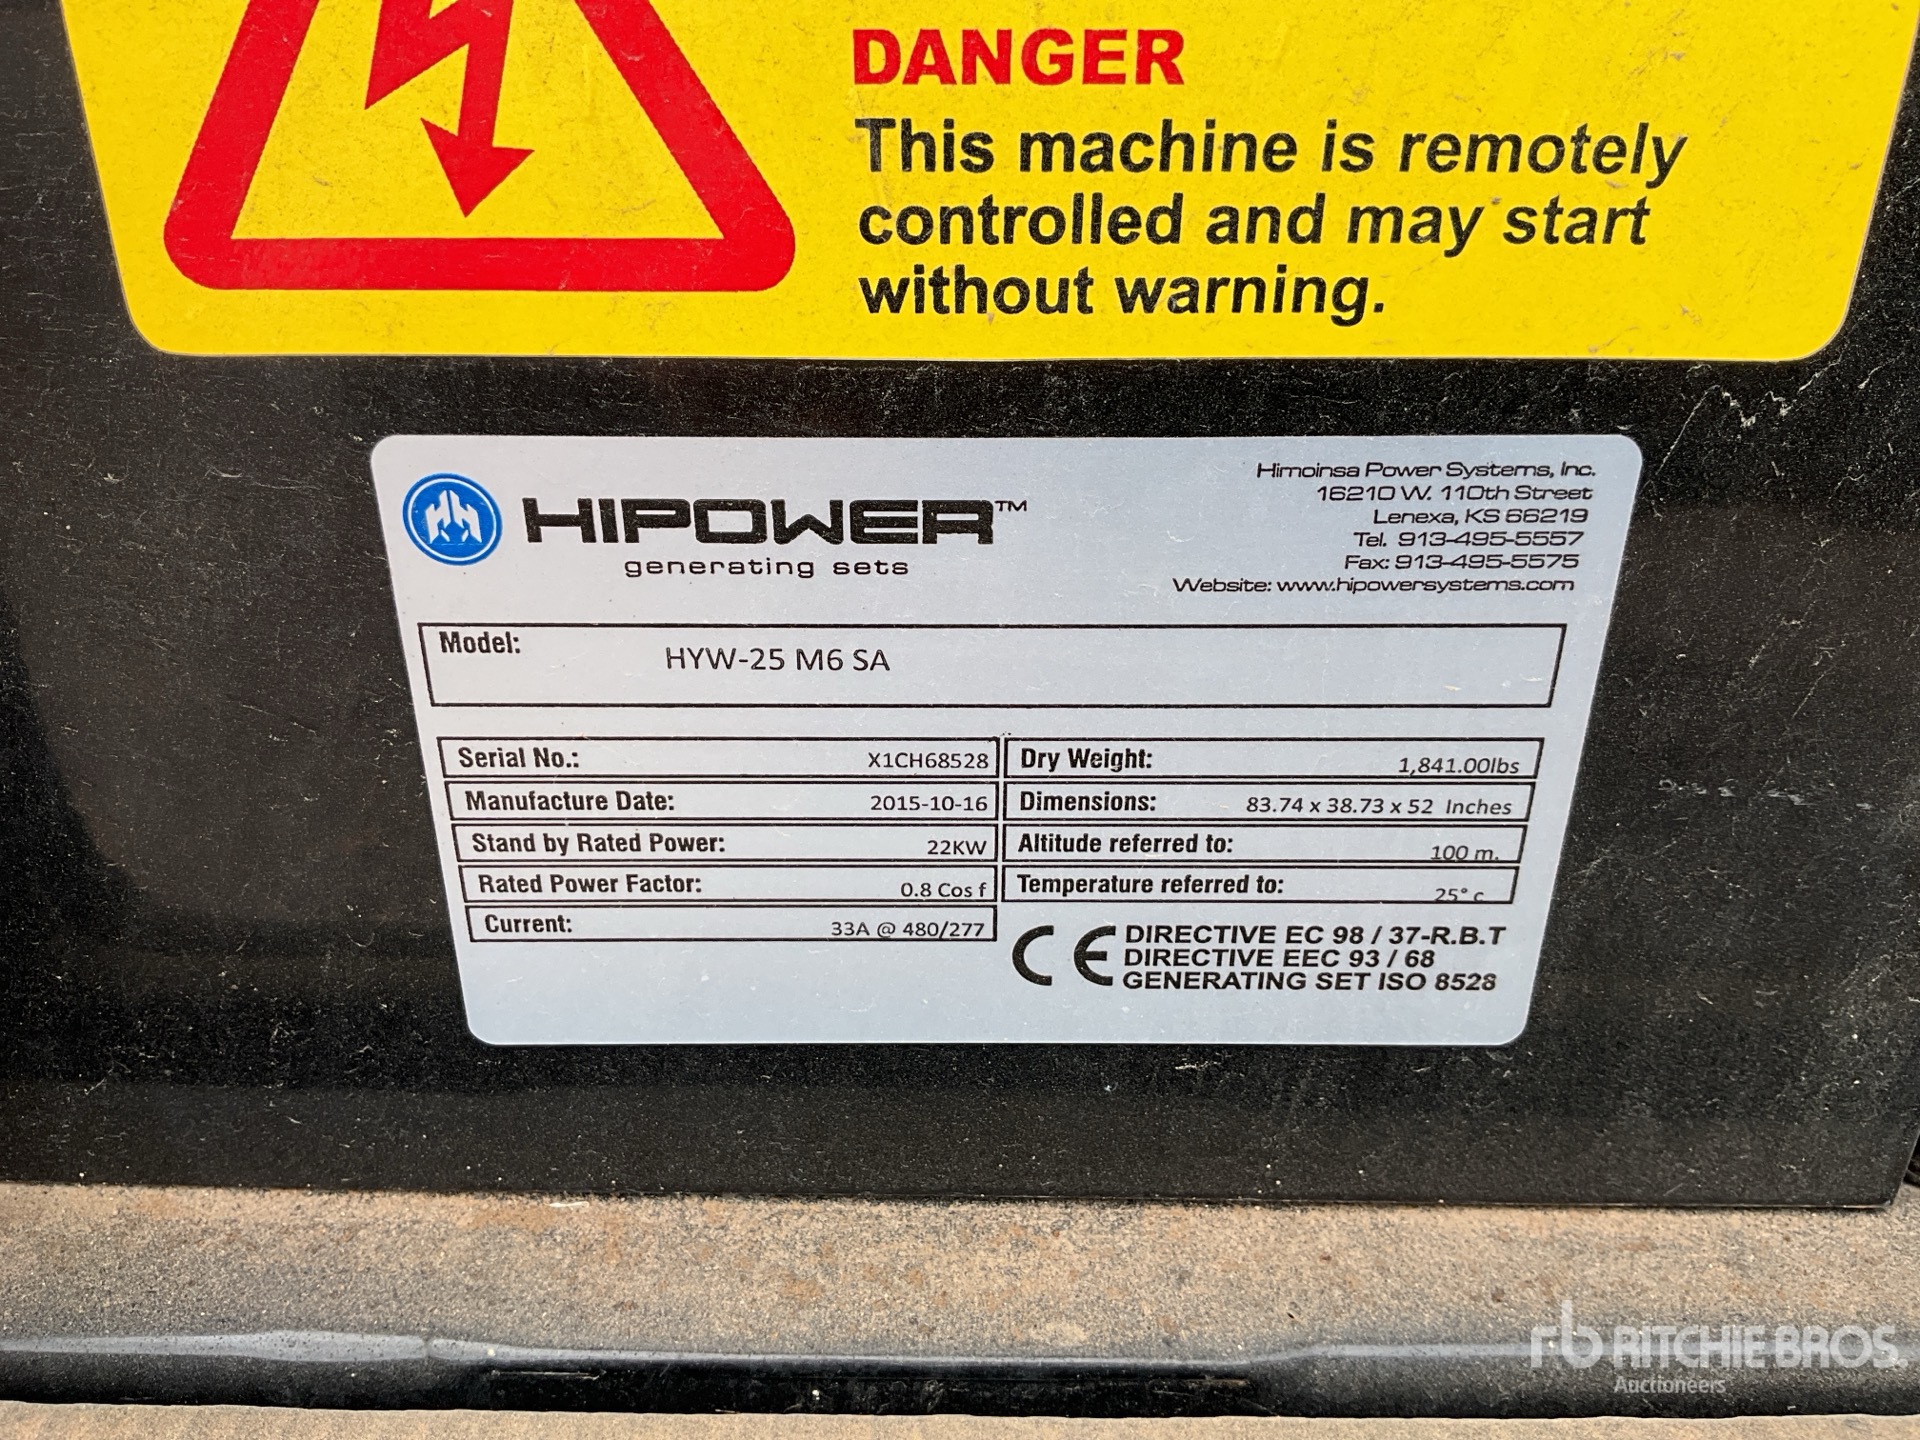 DANGER
This machine is remotely
controlled and may start
without warning.
HIPOWER™
generating sets
Himoinsa Power Systems, Inc.
16210 W. 110th Street
Lenexa, KS 66219
Tel. 913-495-5557
Fax: 913-495-5575
Website: www.hipowersystems.com
Model: HYW-25 M6 SA
Serial No.: X1CH68528
Manufacture Date: 2015-10-16
Stand by Rated Power: 22KW
Rated Power Factor: 0.8 Cos f
Current: 33A @ 480/277
Dry Weight: 1,841.00lbs
Dimensions: 83.74 x 38.73 x 52 Inches
Altitude referred to: 100 m.
Temperature referred to: 25° c
CE DIRECTIVE EC 98 / 37-R.B.T
DIRECTIVE EEC 93 / 68
GENERATING SET ISO 8528
rb RITCHIE BROS.
Auctioneers